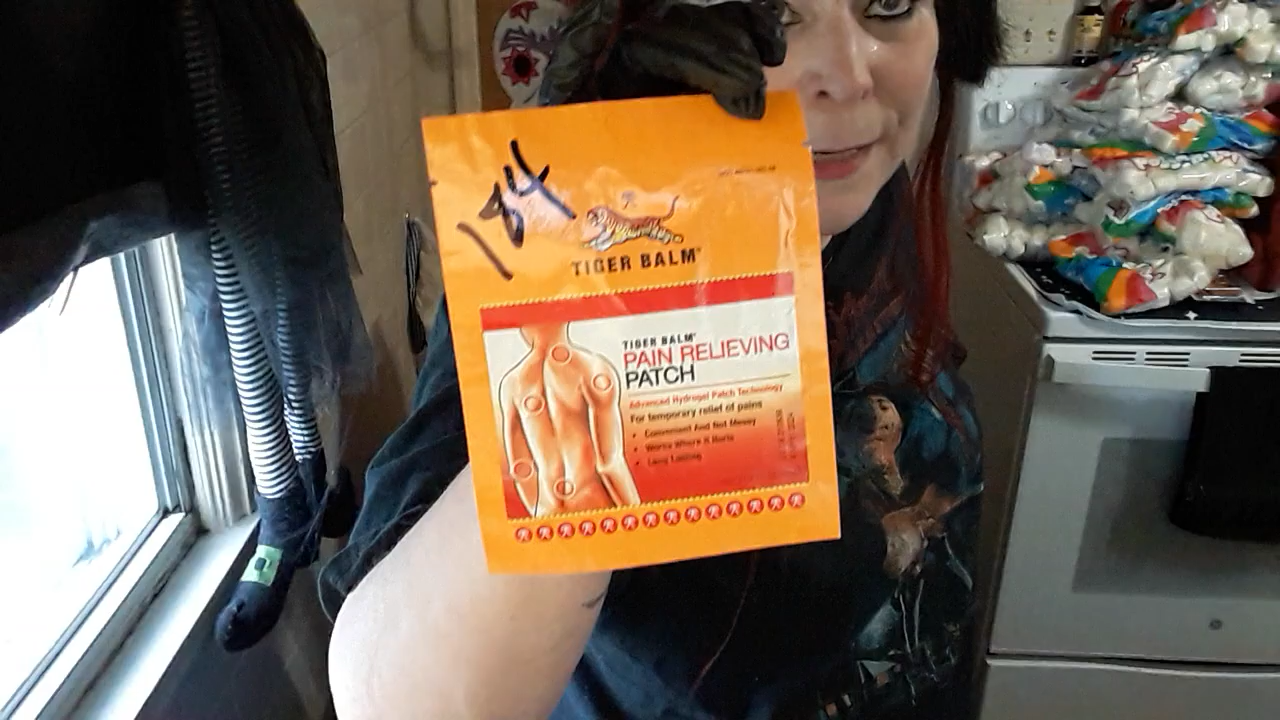 184
TIGER BALM
TIGER BALM
PAIN RELIEVING
PATCH
Advanced Hydrogel Patch Technology
For temporary relief of pains
• Convenient And Not Messy
• Works Where It Hurts
• Long Lasting